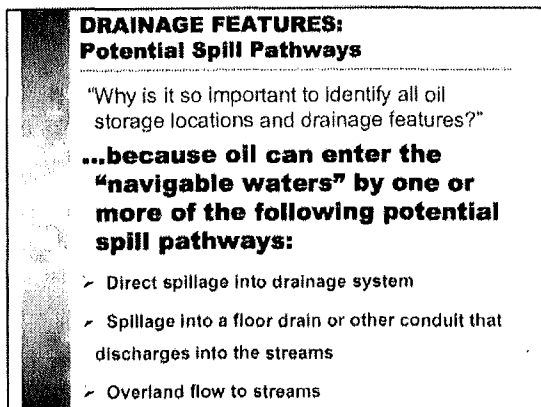 DRAINAGE FEATURES:
Potential Spill Pathways
"Why is it so important to identify all oil
storage locations and drainage features?"
...because oil can enter the
"navigable waters" by one or
more of the following potential
spill pathways:
➢ Direct spillage into drainage system
➢ Spillage into a floor drain or other conduit that
discharges into the streams
➢ Overland flow to streams